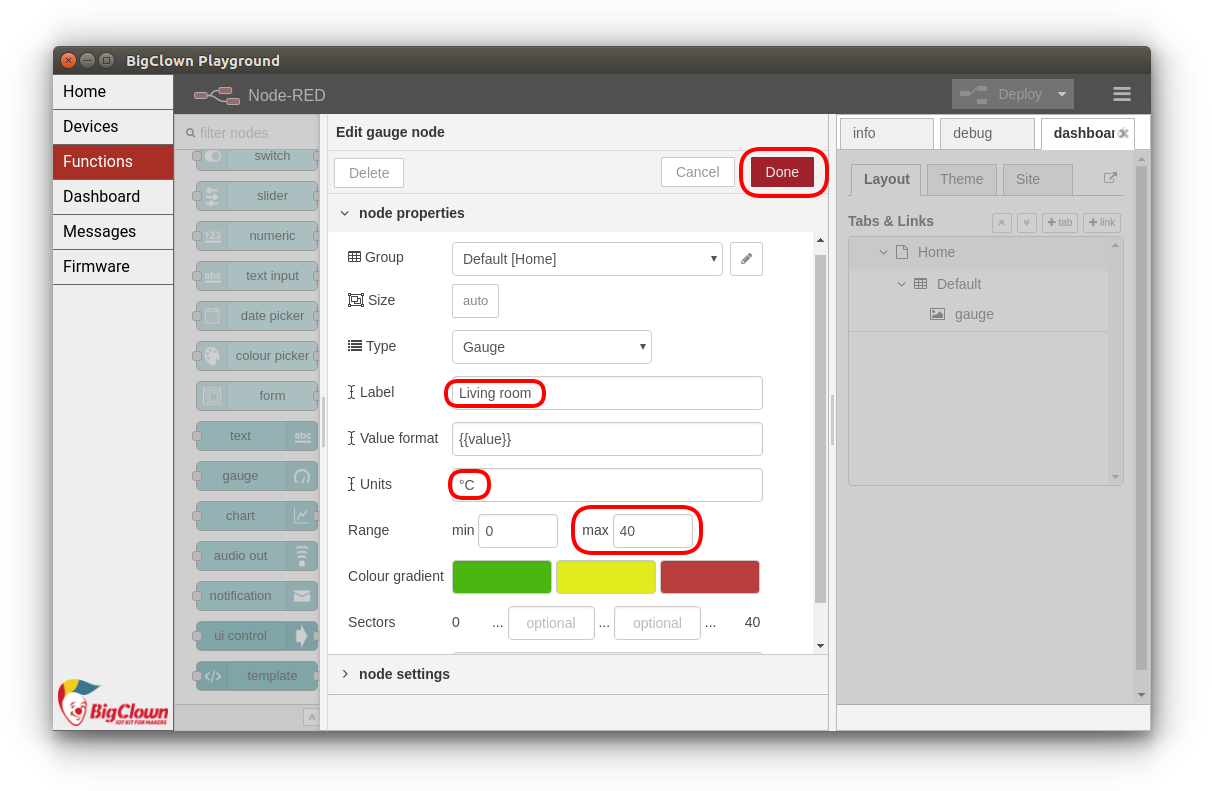 BigClown Playground
Home
Devices
Functions
Dashboard
Messages
Firmware
BigClown
IOT KIT FOR MAKERS
Node-RED
Deploy
filter nodes
switch
slider
123 numeric
abc text input
date picker
colour picker
form
text abc
gauge
chart
audio out
notification
ui control
</> template
Edit gauge node
Delete
Cancel
Done
node properties
Group Default [Home]
Size auto
Type Gauge
Label Living room
Value format {{value}}
Units °C
Range min 0 max 40
Colour gradient
Sectors 0 ... optional ... optional ... 40
node settings
info debug dashboar
Layout Theme Site
Tabs & Links + tab + link
Home
Default
gauge